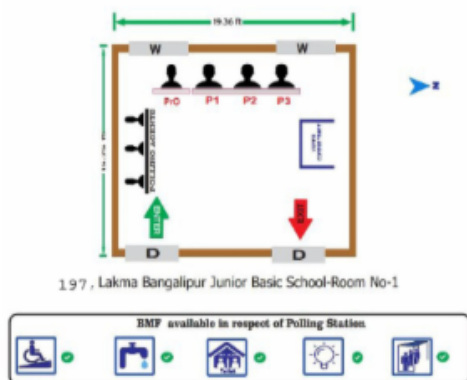 19.36 ft
W W
PrO P1 P2 P3
N
POLLING AGENTS
ENTER
EXIT
D D
197, Lakma Bangalipur Junior Basic School-Room No-1
BMF available in respect of Polling Station